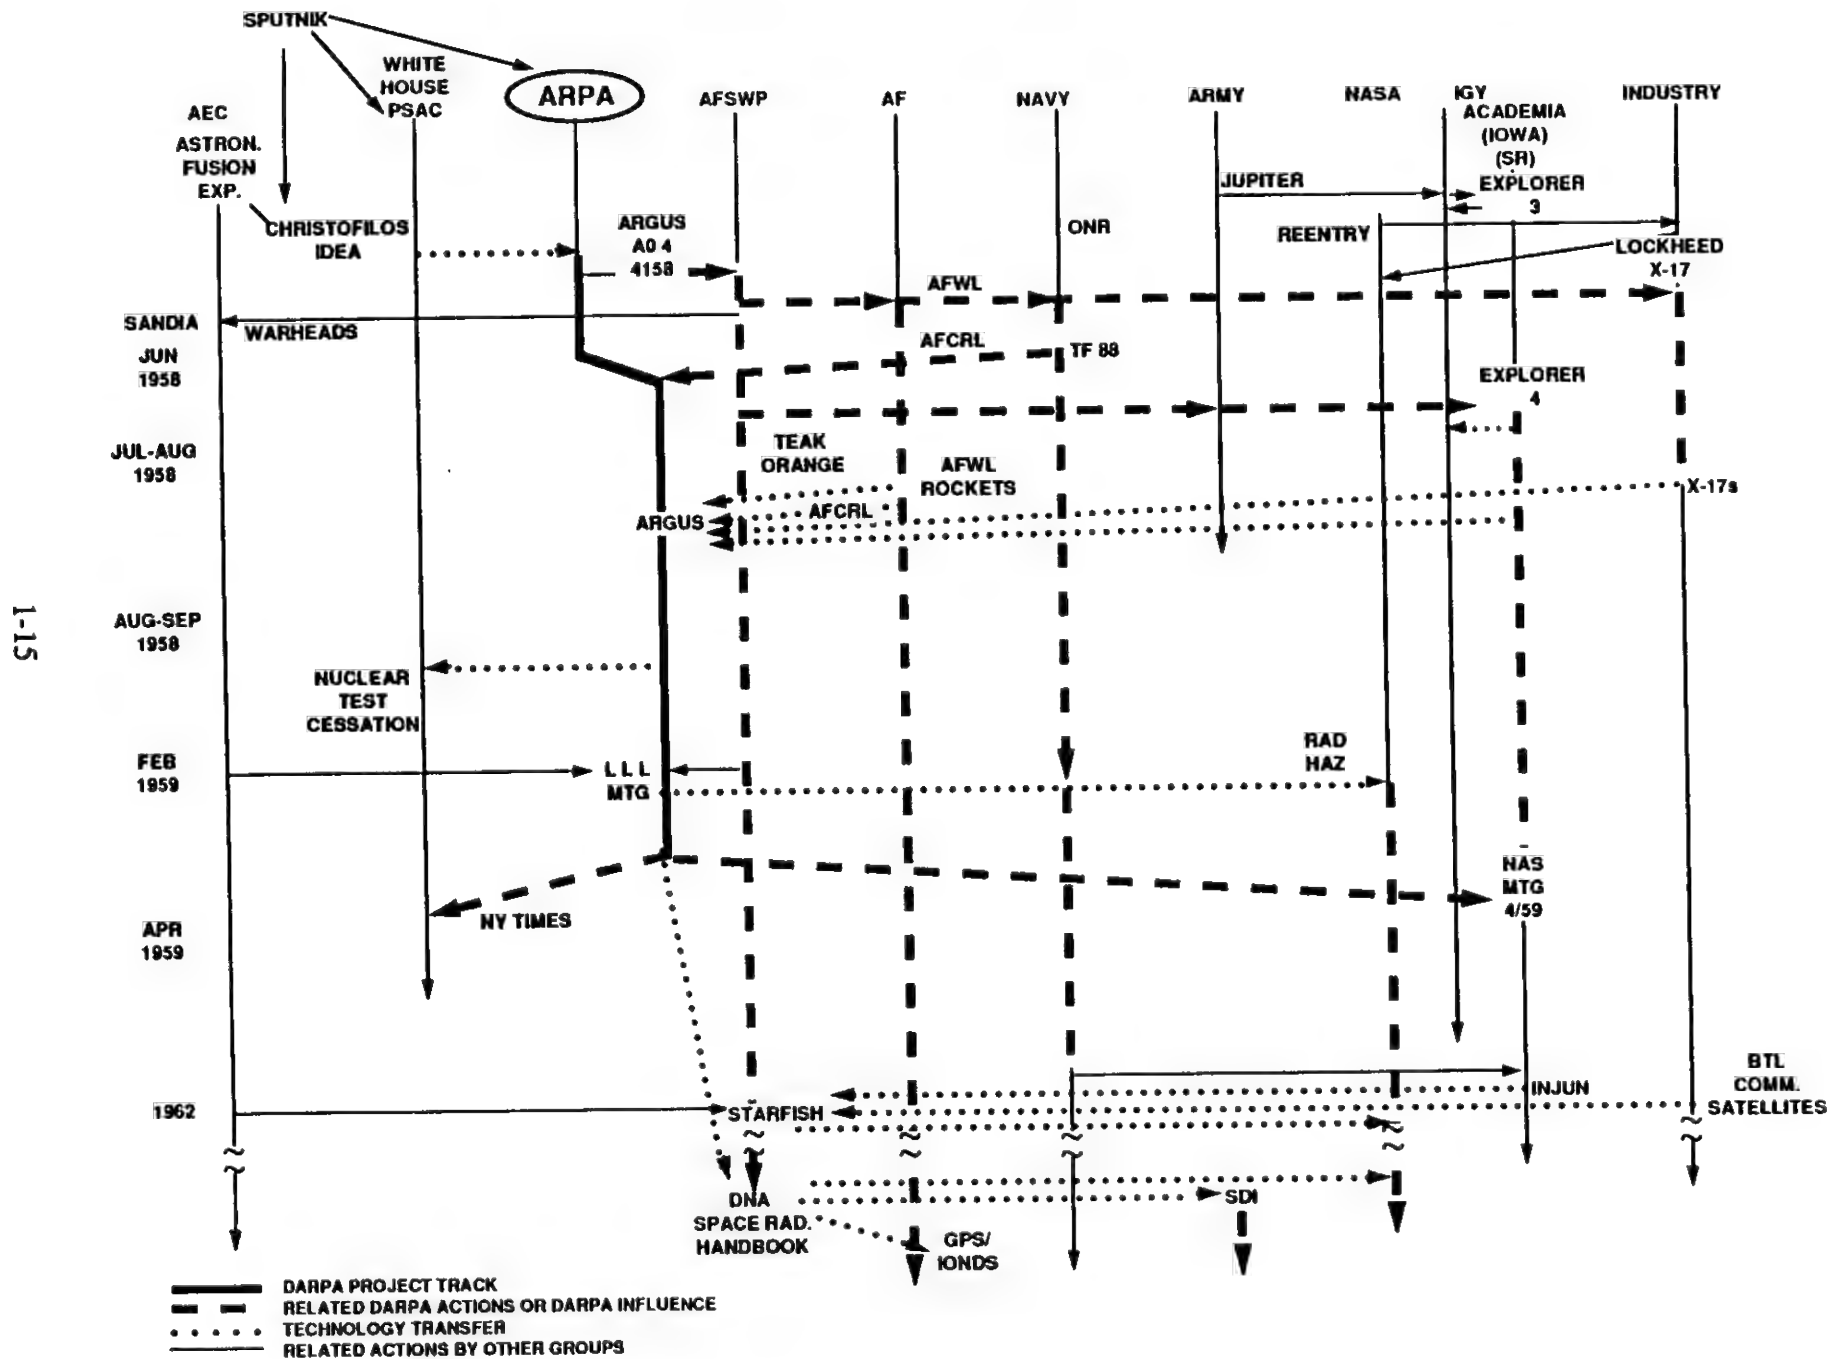 SPUTNIK
WHITE
HOUSE
PSAC
ARPA
AFSWP
AF
NAVY
ARMY
NASA
IGY
ACADEMIA
(IOWA)
(SR)
INDUSTRY
AEC
ASTRON.
FUSION
EXP.
CHRISTOFILOS
IDEA
ARGUS
A0 4
4158
ONR
JUPITER
EXPLORER
3
REENTRY
LOCKHEED
X-17
AFWL
SANDIA
WARHEADS
JUN
1958
AFCRL
TF 88
EXPLORER
4
JUL-AUG
1958
TEAK
ORANGE
AFWL
ROCKETS
X-17s
ARGUS
AFCRL
AUG-SEP
1958
1-15
NUCLEAR
TEST
CESSATION
FEB
1959
L L L
MTG
RAD
HAZ
NAS
MTG
4/59
NY TIMES
APR
1959
BTL
COMM.
SATELLITES
INJUN
1962
STARFISH
DNA
SPACE RAD.
HANDBOOK
SDI
GPS/
IONDS
DARPA PROJECT TRACK
RELATED DARPA ACTIONS OR DARPA INFLUENCE
TECHNOLOGY TRANSFER
RELATED ACTIONS BY OTHER GROUPS